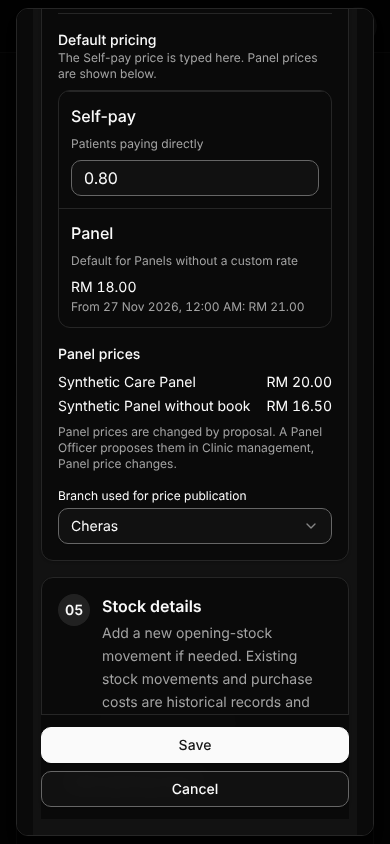 Default pricing
The Self-pay price is typed here. Panel prices
are shown below.
Self-pay
Patients paying directly
0.80
Panel
Default for Panels without a custom rate
RM 18.00
From 27 Nov 2026, 12:00 AM: RM 21.00
Panel prices
Synthetic Care Panel RM 20.00
Synthetic Panel without book RM 16.50
Panel prices are changed by proposal. A Panel
Officer proposes them in Clinic management,
Panel price changes.
Branch used for price publication
Cheras
05 Stock details
Add a new opening-stock
movement if needed. Existing
stock movements and purchase
costs are historical records and
Save
Cancel